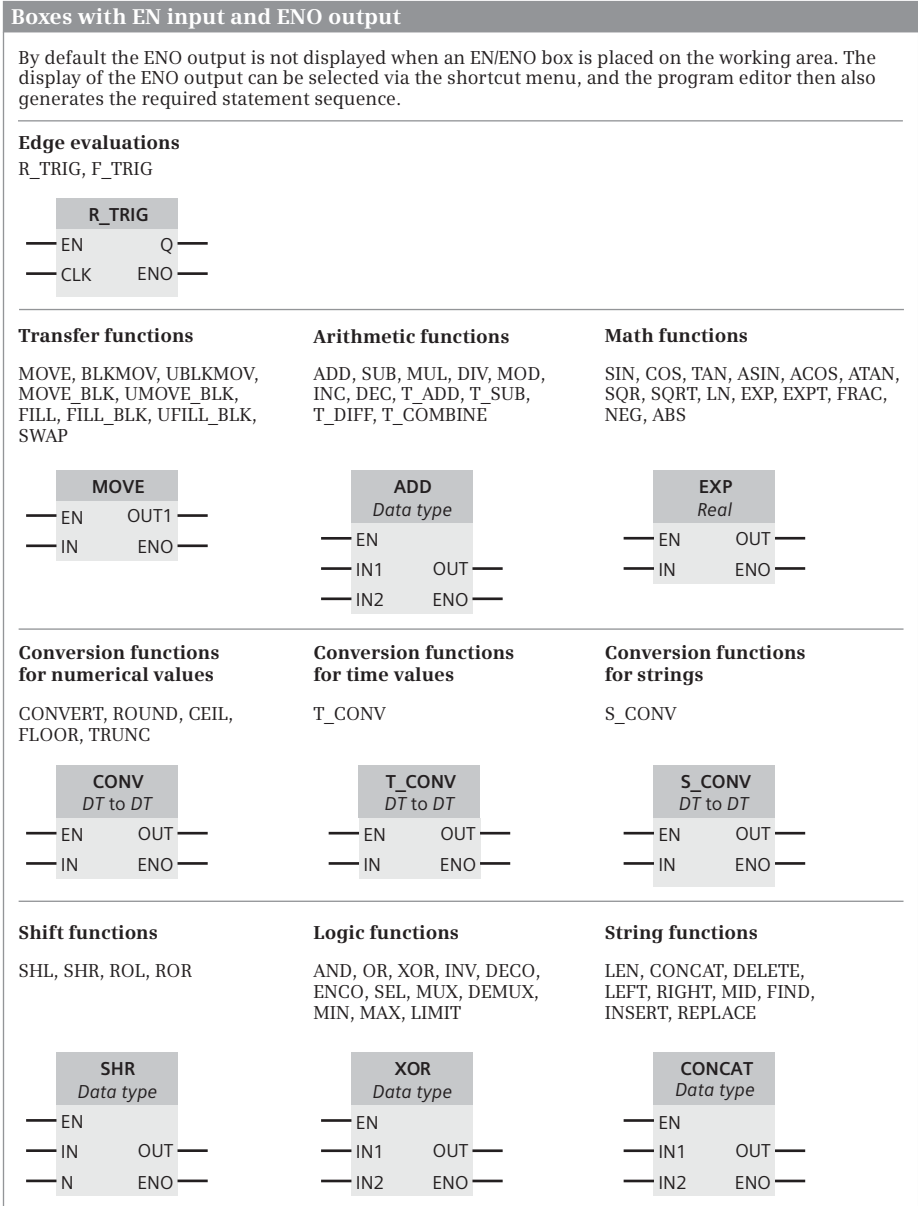 Boxes with EN input and ENO output
By default the ENO output is not displayed when an EN/ENO box is placed on the working area. The
display of the ENO output can be selected via the shortcut menu, and the program editor then also
generates the required statement sequence.
Edge evaluations
R_TRIG, F_TRIG
R_TRIG
EN Q
CLK ENO
Transfer functions
MOVE, BLKMOV, UBLKMOV,
MOVE_BLK, UMOVE_BLK,
FILL, FILL_BLK, UFILL_BLK,
SWAP
MOVE
EN OUT1
IN ENO
Arithmetic functions
ADD, SUB, MUL, DIV, MOD,
INC, DEC, T_ADD, T_SUB,
T_DIFF, T_COMBINE
ADD
Data type
EN
IN1 OUT
IN2 ENO
Math functions
SIN, COS, TAN, ASIN, ACOS, ATAN,
SQR, SQRT, LN, EXP, EXPT, FRAC,
NEG, ABS
EXP
Real
EN OUT
IN ENO
Conversion functions
for numerical values
CONVERT, ROUND, CEIL,
FLOOR, TRUNC
CONV
DT to DT
EN OUT
IN ENO
Conversion functions
for time values
T_CONV
T_CONV
DT to DT
EN OUT
IN ENO
Conversion functions
for strings
S_CONV
S_CONV
DT to DT
EN OUT
IN ENO
Shift functions
SHL, SHR, ROL, ROR
SHR
Data type
EN
IN OUT
N ENO
Logic functions
AND, OR, XOR, INV, DECO,
ENCO, SEL, MUX, DEMUX,
MIN, MAX, LIMIT
XOR
Data type
EN
IN1 OUT
IN2 ENO
String functions
LEN, CONCAT, DELETE,
LEFT, RIGHT, MID, FIND,
INSERT, REPLACE
CONCAT
Data type
EN
IN1 OUT
IN2 ENO